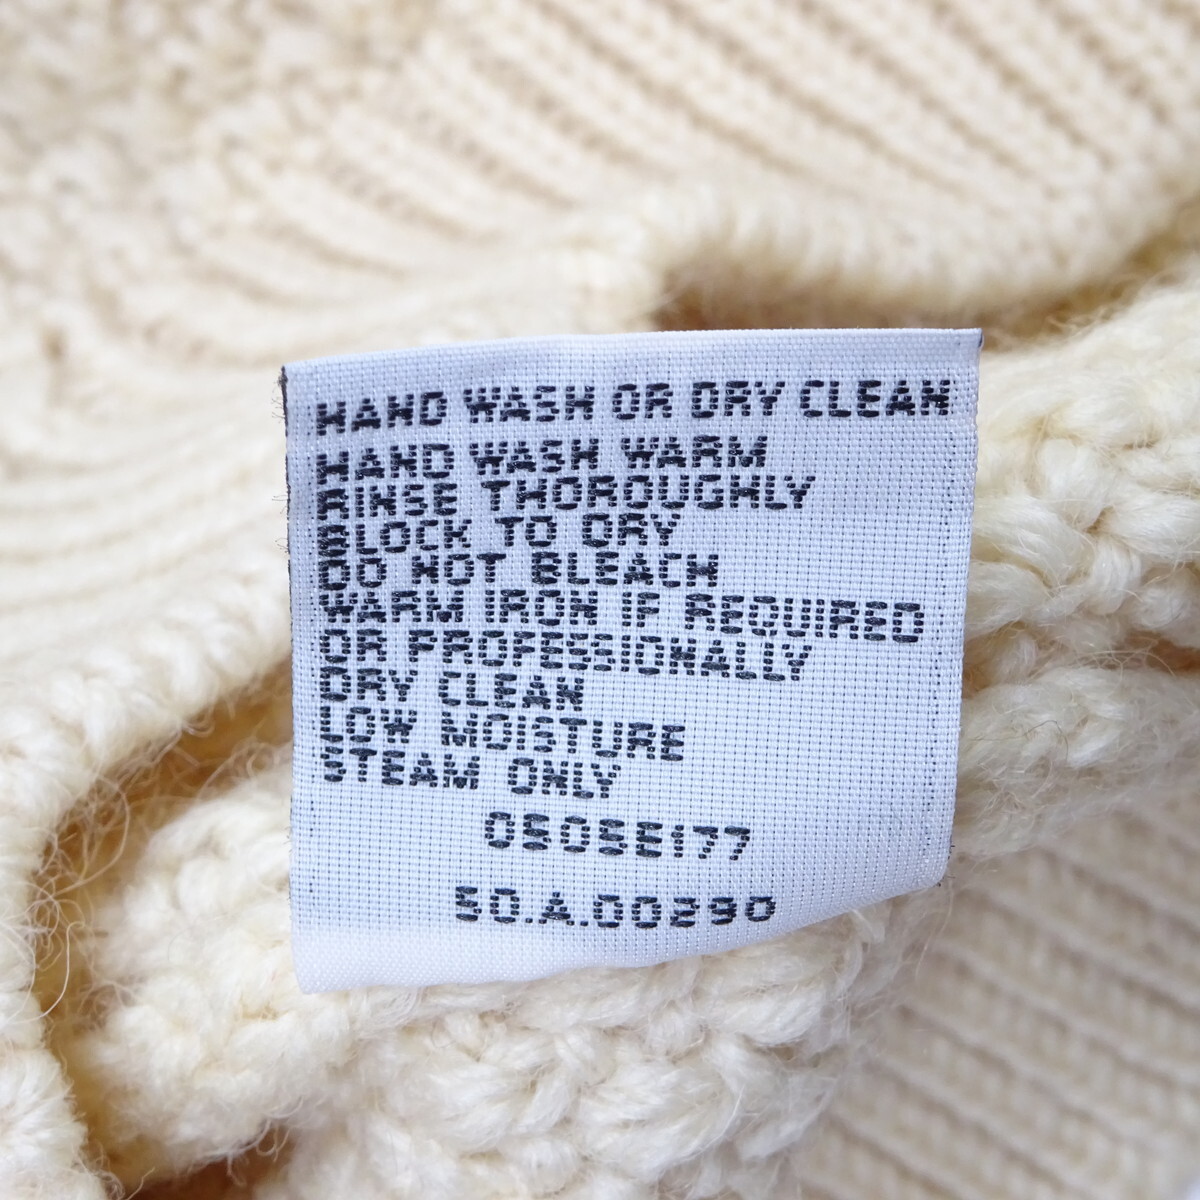 HAND WASH OR DRY CLEAN
HAND WASH WARM
RINSE THOROUGHLY
BLOCK TO DRY
DO NOT BLEACH
WARM IRON IF REQUIRED
OR PROFESSIONALLY
DRY CLEAN
LOW MOISTURE
STEAM ONLY
0505E177
50.A.00290